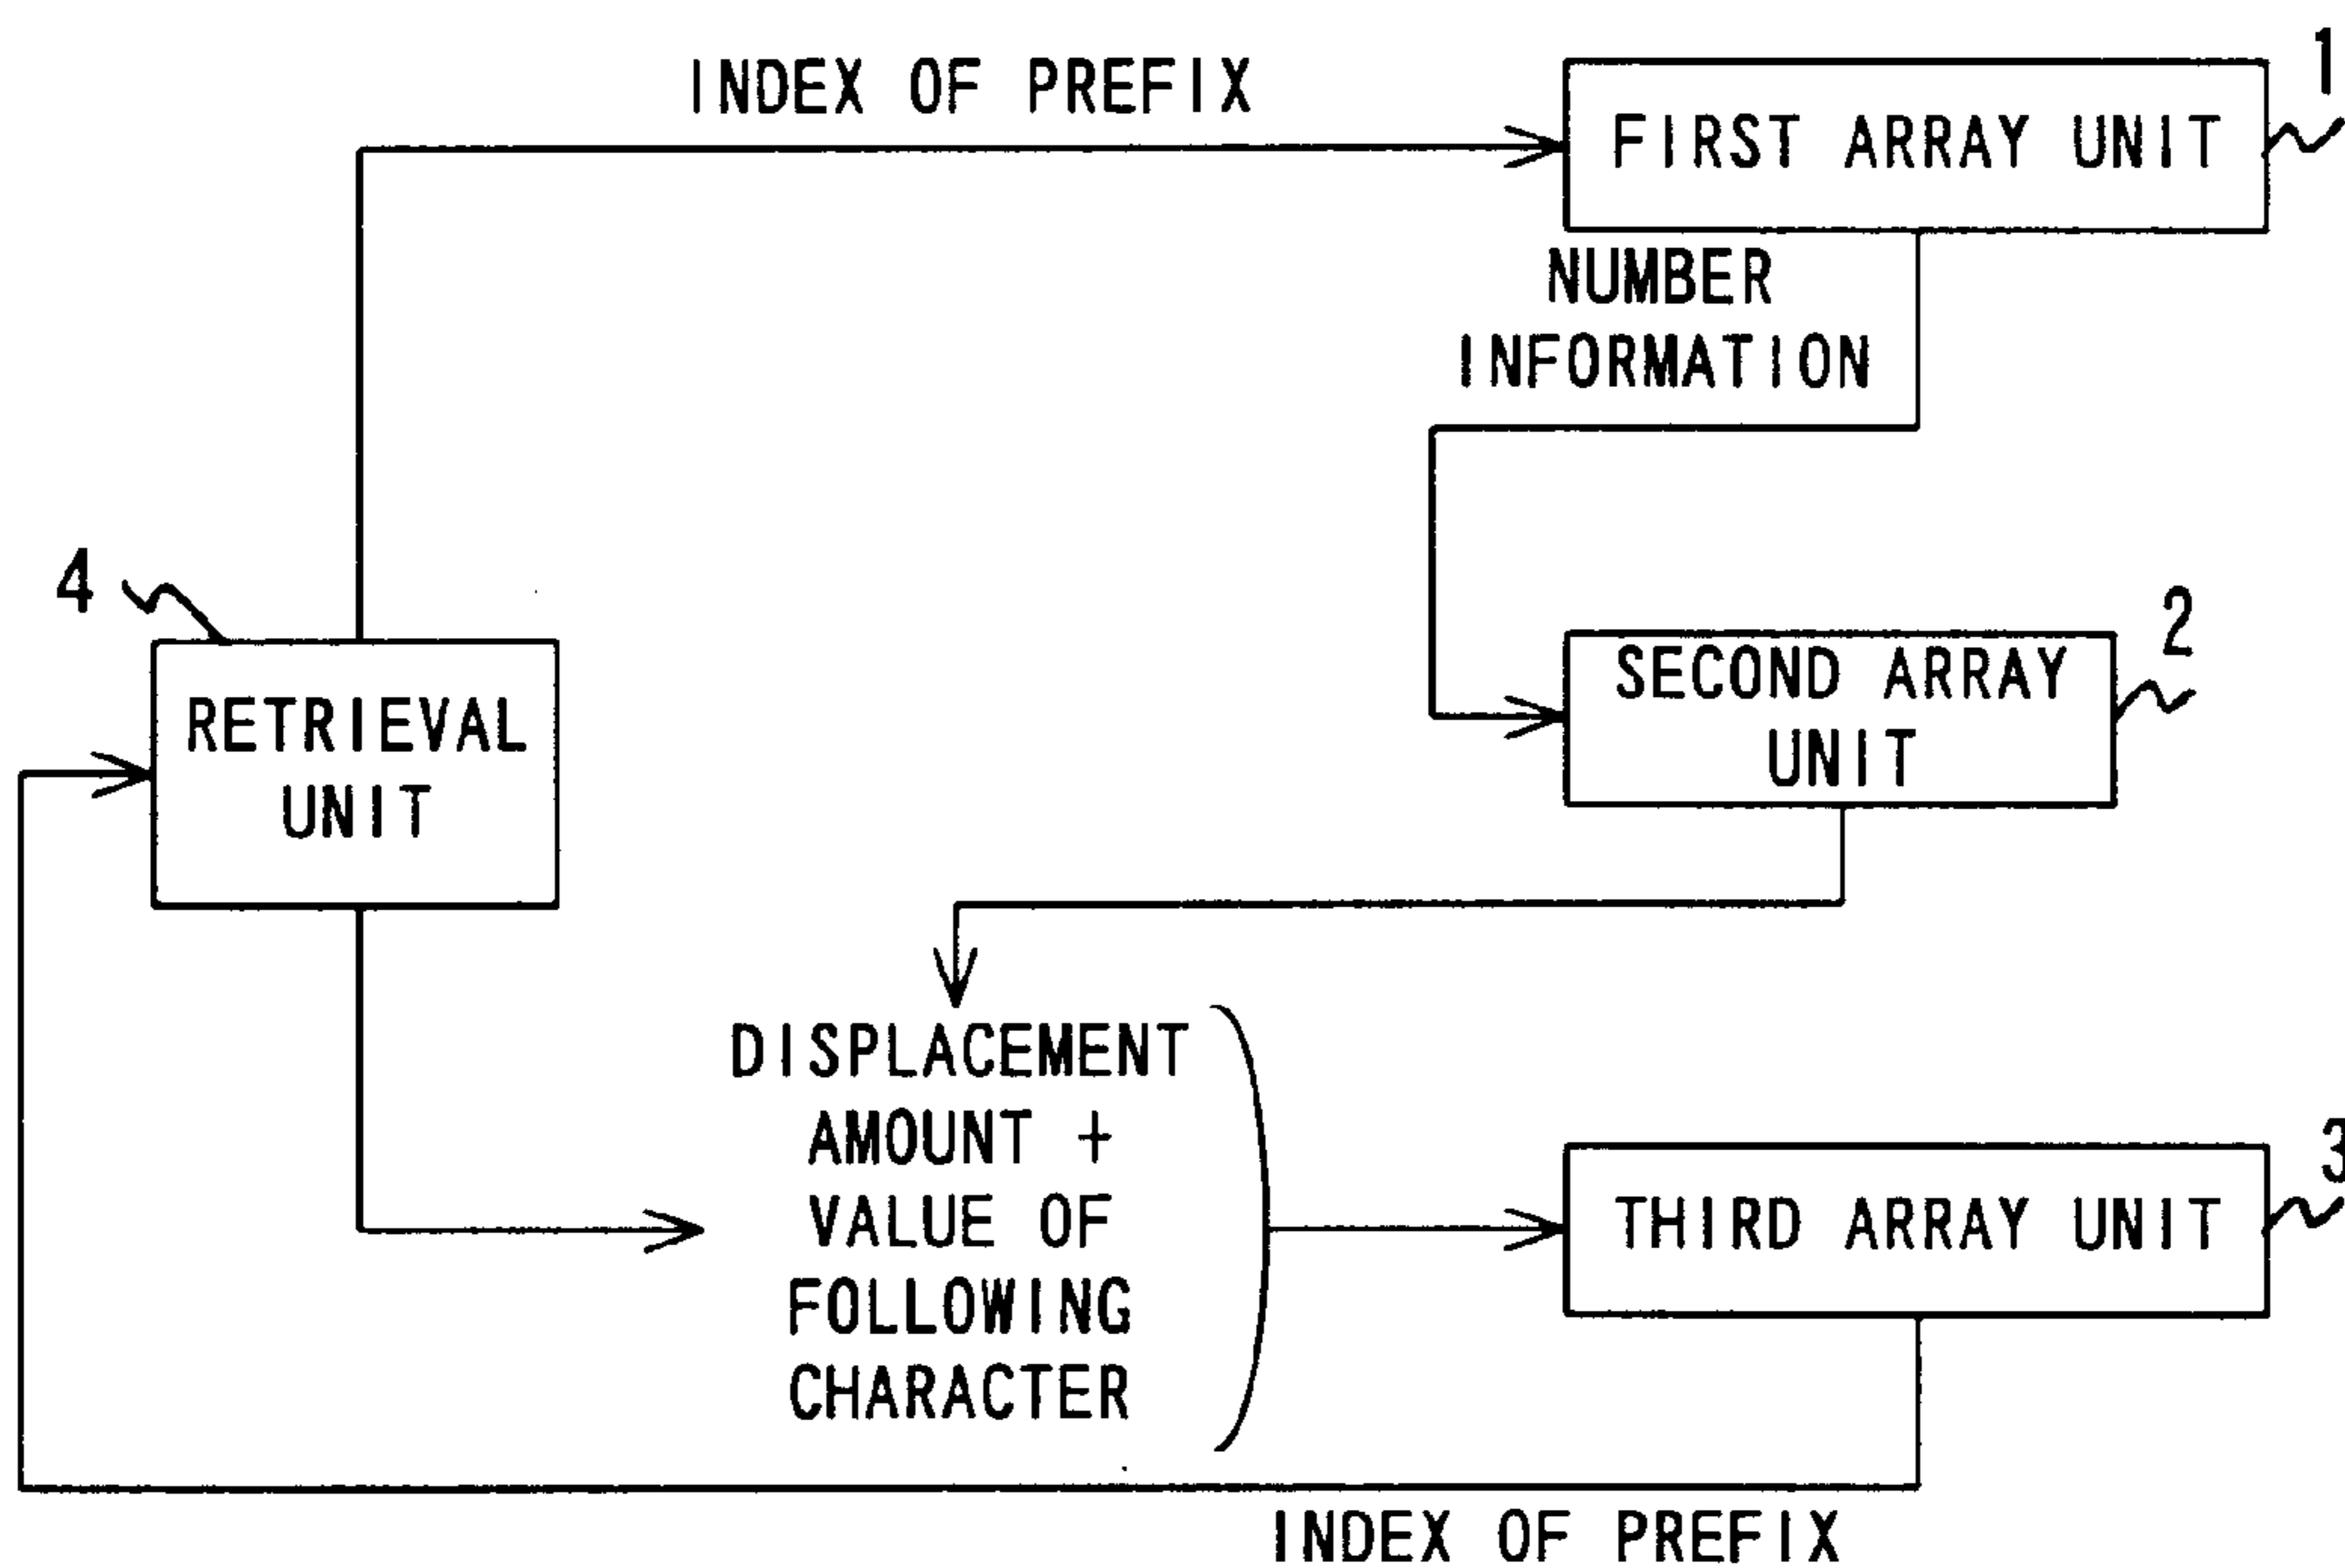 INDEX OF PREFIX
1
FIRST ARRAY UNIT
NUMBER
INFORMATION
4
2
SECOND ARRAY
UNIT
RETRIEVAL
UNIT
DISPLACEMENT
AMOUNT +
VALUE OF
FOLLOWING
CHARACTER
3
THIRD ARRAY UNIT
INDEX OF PREFIX